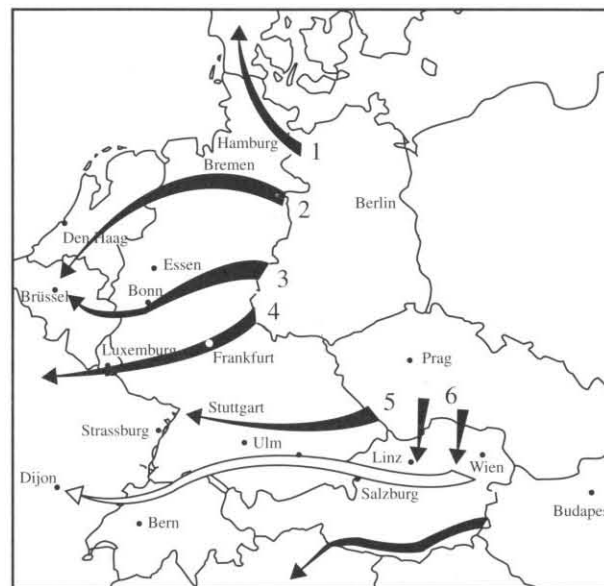 Hamburg
1
Bremen
2
Berlin
Den Haag
Essen
3
Brüssel
Bonn
4
Luxemburg
Frankfurt
Prag
Stuttgart
5
6
Strassburg
Ulm
Linz
Wien
Dijon
Salzburg
Budapes
Bern